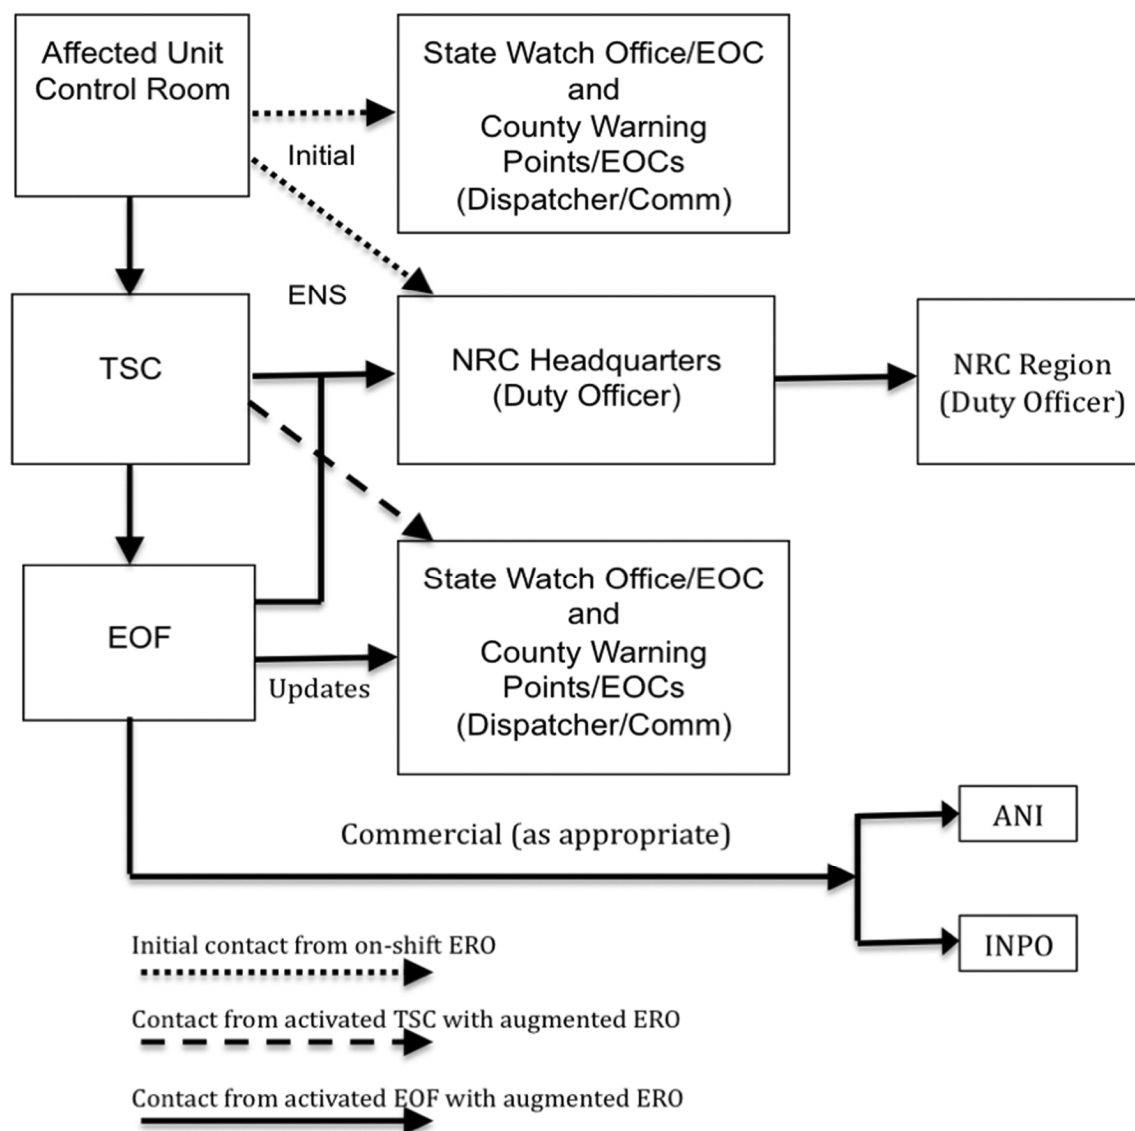 Affected Unit
Control Room
State Watch Office/EOC
and
County Warning
Points/EOCs
(Dispatcher/Comm)
Initial
ENS
TSC
NRC Headquarters
(Duty Officer)
NRC Region
(Duty Officer)
EOF
Updates
State Watch Office/EOC
and
County Warning
Points/EOCs
(Dispatcher/Comm)
Commercial (as appropriate)
ANI
INPO
Initial contact from on-shift ERO
Contact from activated TSC with augmented ERO
Contact from activated EOF with augmented ERO